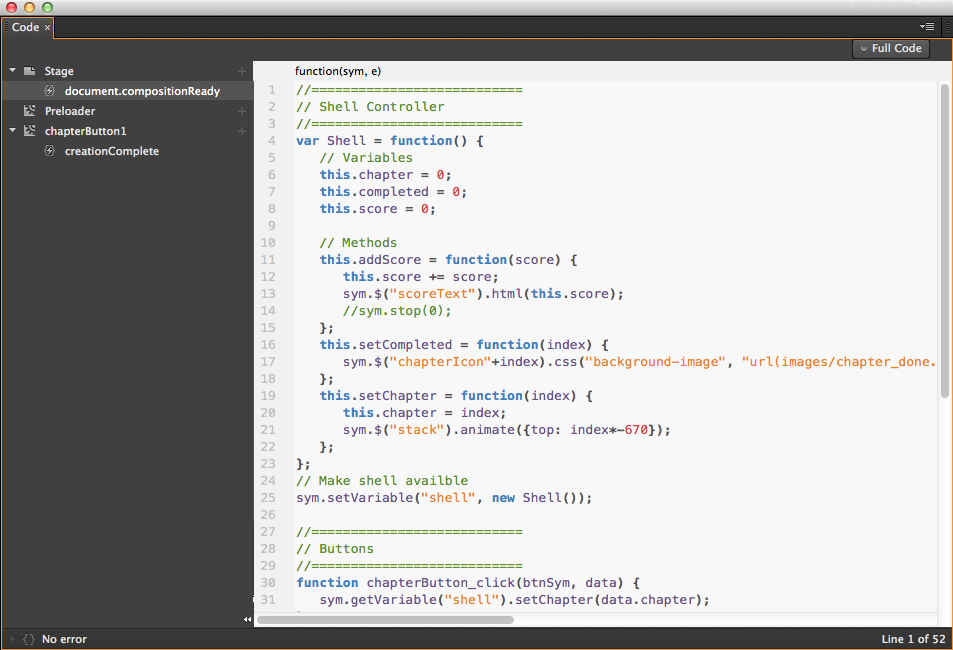 Code ×
Full Code
Stage +
document.compositionReady
Preloader +
chapterButton1 +
creationComplete
function(sym, e)
1 //===========================
2 // Shell Controller
3 //===========================
4 var Shell = function() {
5 // Variables
6 this.chapter = 0;
7 this.completed = 0;
8 this.score = 0;
9
10 // Methods
11 this.addScore = function(score) {
12 this.score += score;
13 sym.$("scoreText").html(this.score);
14 //sym.stop(0);
15 };
16 this.setCompleted = function(index) {
17 sym.$("chapterIcon"+index).css("background-image", "url(images/chapter_done.
18 };
19 this.setChapter = function(index) {
20 this.chapter = index;
21 sym.$("stack").animate({top: index*-670});
22 };
23 };
24 // Make shell availble
25 sym.setVariable("shell", new Shell());
26
27 //===========================
28 // Buttons
29 //===========================
30 function chapterButton_click(btnSym, data) {
31 sym.getVariable("shell").setChapter(data.chapter);
{} No error
Line 1 of 52